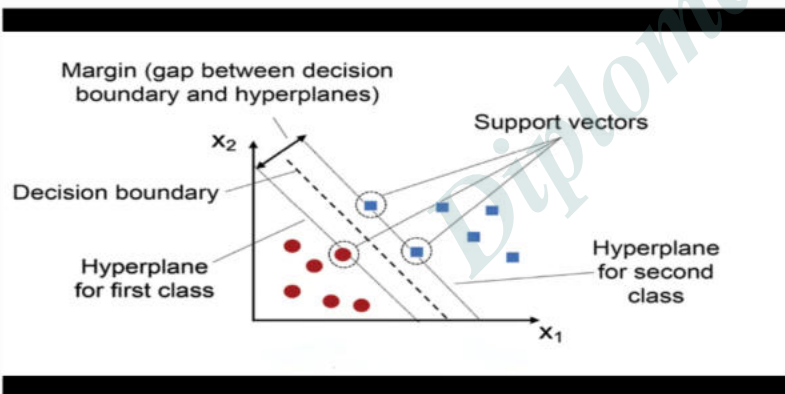 Margin (gap between decision
boundary and hyperplanes)
Support vectors
X2
Decision boundary
Hyperplane
for first class
Hyperplane
for second
class
X1